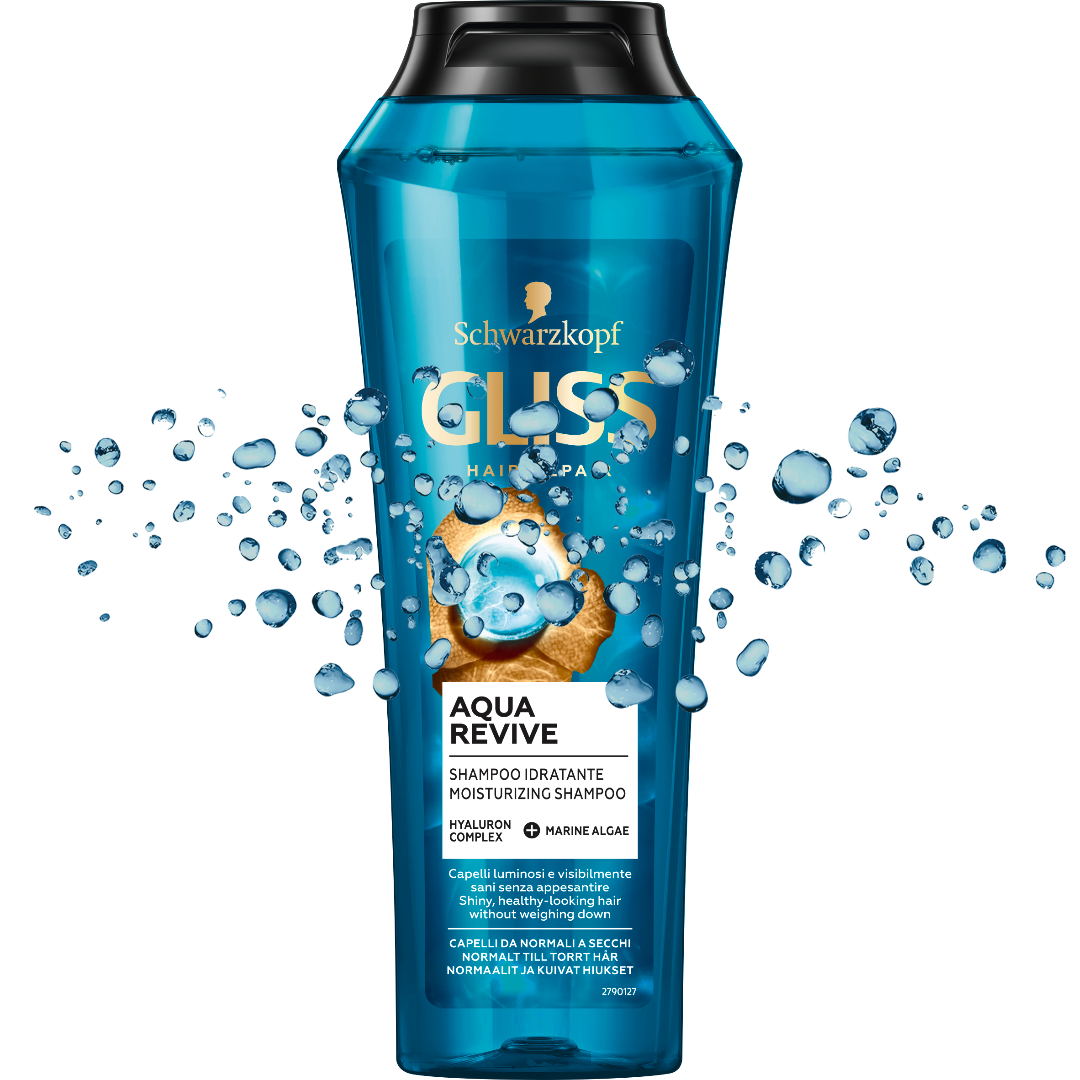 Schwarzkopf
GLISS
HAIR REPAIR
AQUA
REVIVE
SHAMPOO IDRATANTE
MOISTURIZING SHAMPOO
HYALURON
COMPLEX
+ MARINE ALGAE
Capelli luminosi e visibilmente
sani senza appesantire
Shiny, healthy-looking hair
without weighing down
CAPELLI DA NORMALI A SECCHI
NORMALT TILL TORRT HÅR
NORMAALIT JA KUIVAT HIUKSET
2790127